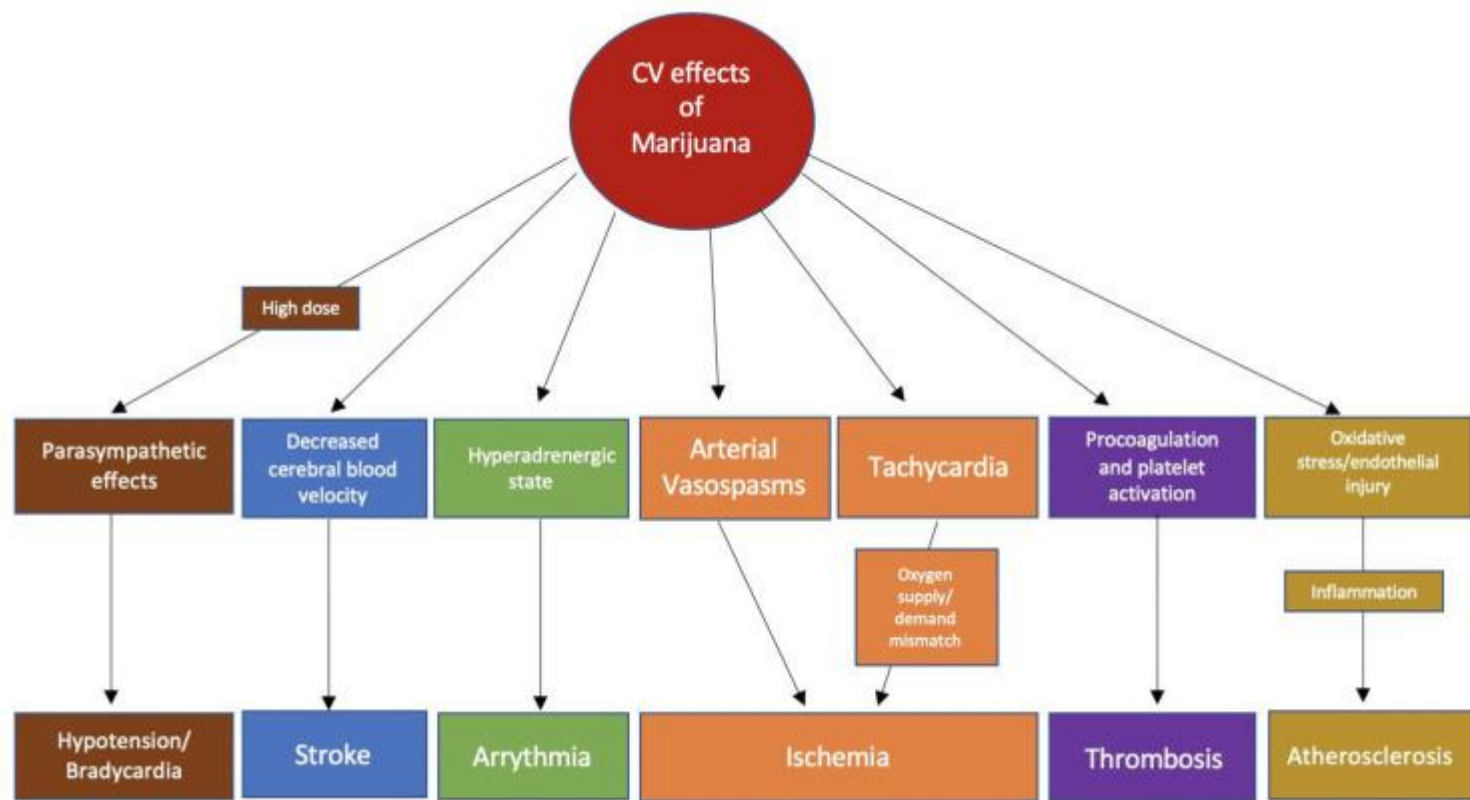 CV effects
of
Marijuana
High dose
Parasympathetic
effects
Decreased
cerebral blood
velocity
Hyperadrenergic
state
Arterial
Vasospasms
Tachycardia
Procoagulation
and platelet
activation
Oxidative
stress/endothelial
injury
Oxygen
supply/
demand
mismatch
Inflammation
Hypotension/
Bradycardia
Stroke
Arrythmia
Ischemia
Thrombosis
Atherosclerosis